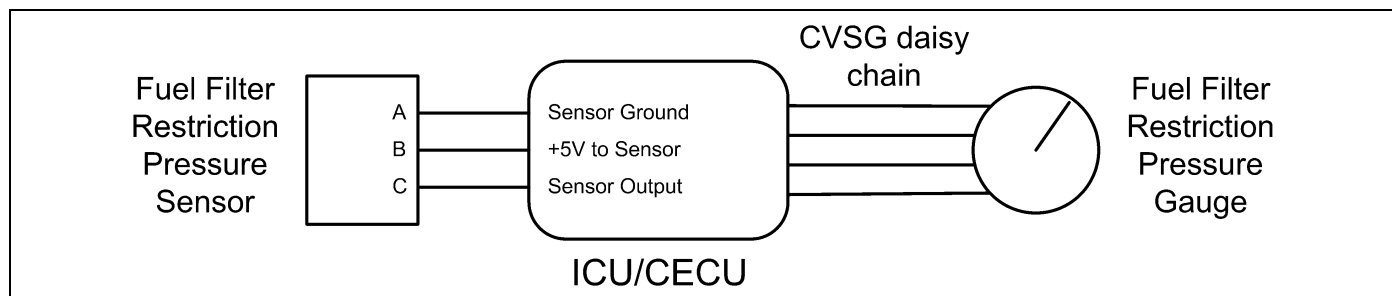 Fuel Filter
Restriction
Pressure
Sensor
A
B
C
Sensor Ground
+5V to Sensor
Sensor Output
ICU/CECU
CVSG daisy
chain
Fuel Filter
Restriction
Pressure
Gauge